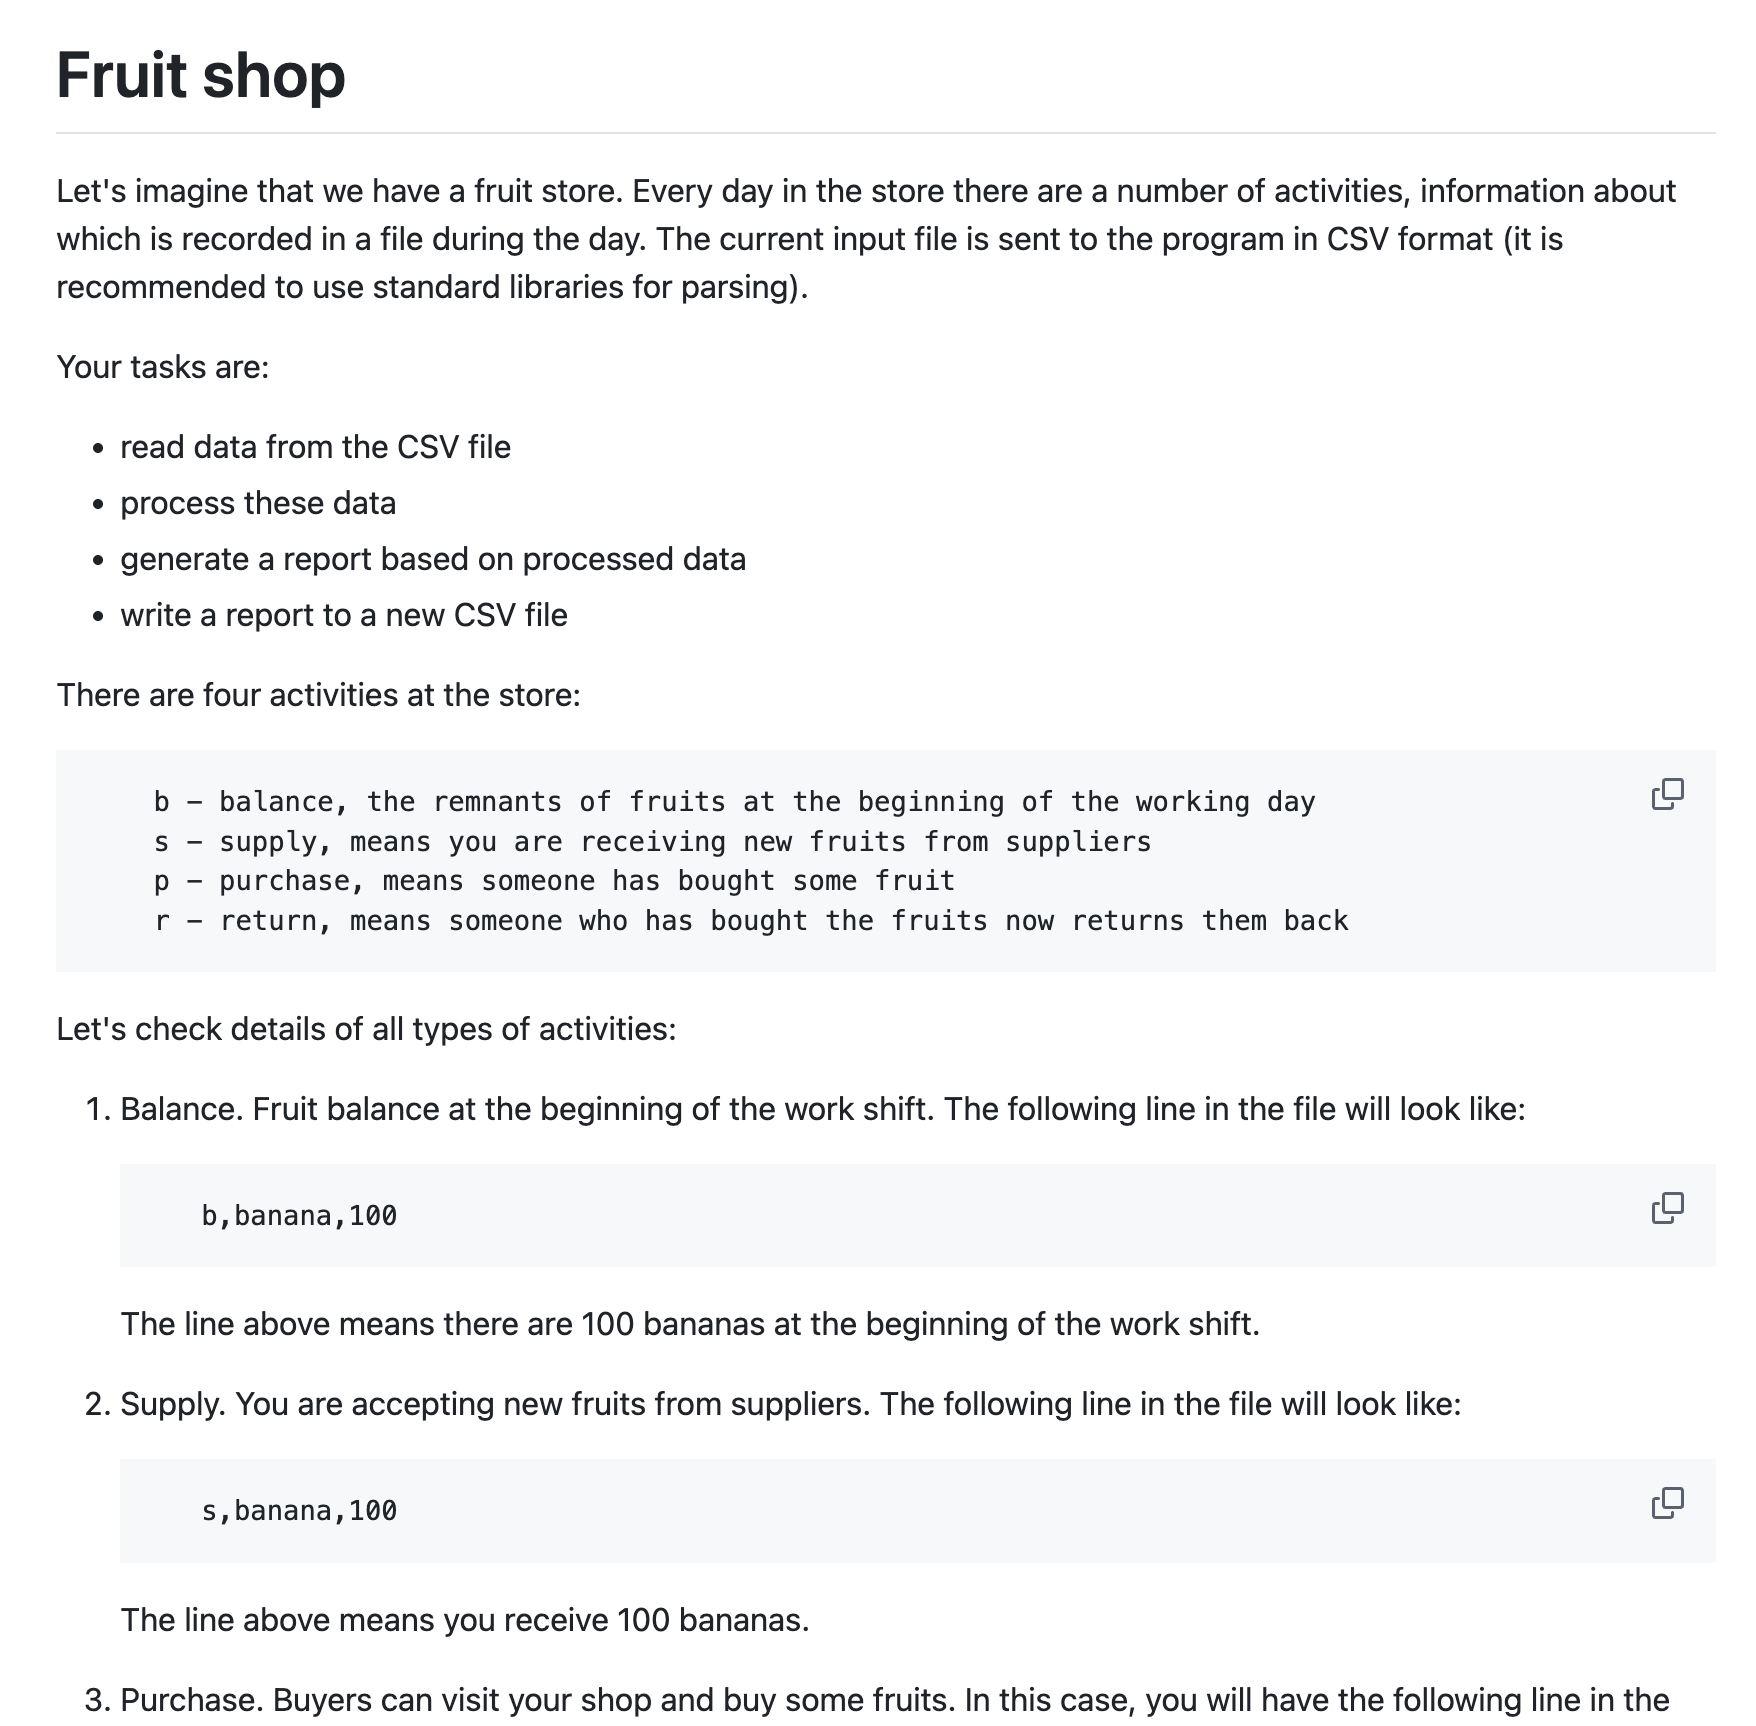 Fruit shop
Let's imagine that we have a fruit store. Every day in the store there are a number of activities, information about
which is recorded in a file during the day. The current input file is sent to the program in CSV format (it is
recommended to use standard libraries for parsing).
Your tasks are:
• read data from the CSV file
• process these data
• generate a report based on processed data
• write a report to a new CSV file
There are four activities at the store:
b – balance, the remnants of fruits at the beginning of the working day
s – supply, means you are receiving new fruits from suppliers
p – purchase, means someone has bought some fruit
r – return, means someone who has bought the fruits now returns them back
Let's check details of all types of activities:
1. Balance. Fruit balance at the beginning of the work shift. The following line in the file will look like:
b,banana,100
The line above means there are 100 bananas at the beginning of the work shift.
2. Supply. You are accepting new fruits from suppliers. The following line in the file will look like:
s,banana,100
The line above means you receive 100 bananas.
3. Purchase. Buyers can visit your shop and buy some fruits. In this case, you will have the following line in the